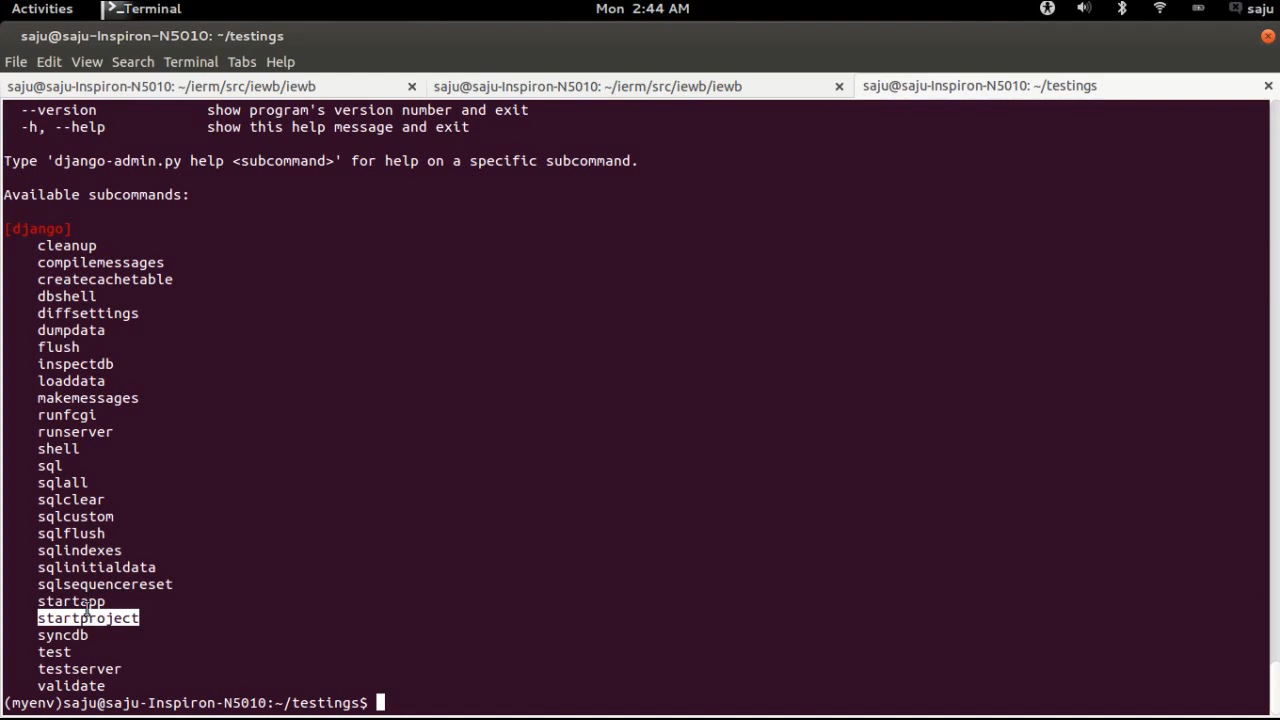 Activities Terminal Mon 2:44 AM saju
saju@saju-Inspiron-N5010: ~/testings
File Edit View Search Terminal Tabs Help
saju@saju-Inspiron-N5010: ~/ierm/src/iewb/iewb saju@saju-Inspiron-N5010: ~/ierm/src/iewb/iewb saju@saju-Inspiron-N5010: ~/testings
--version show program's version number and exit
-h, --help show this help message and exit
Type 'django-admin.py help <subcommand>' for help on a specific subcommand.
Available subcommands:
[django]
cleanup
compilemessages
createcachetable
dbshell
diffsettings
dumpdata
flush
inspectdb
loaddata
makemessages
runfcgi
runserver
shell
sql
sqlall
sqlclear
sqlcustom
sqlflush
sqlindexes
sqlinitialdata
sqlsequencereset
startapp
startproject
syncdb
test
testserver
validate
(myenv)saju@saju-Inspiron-N5010:~/testings$